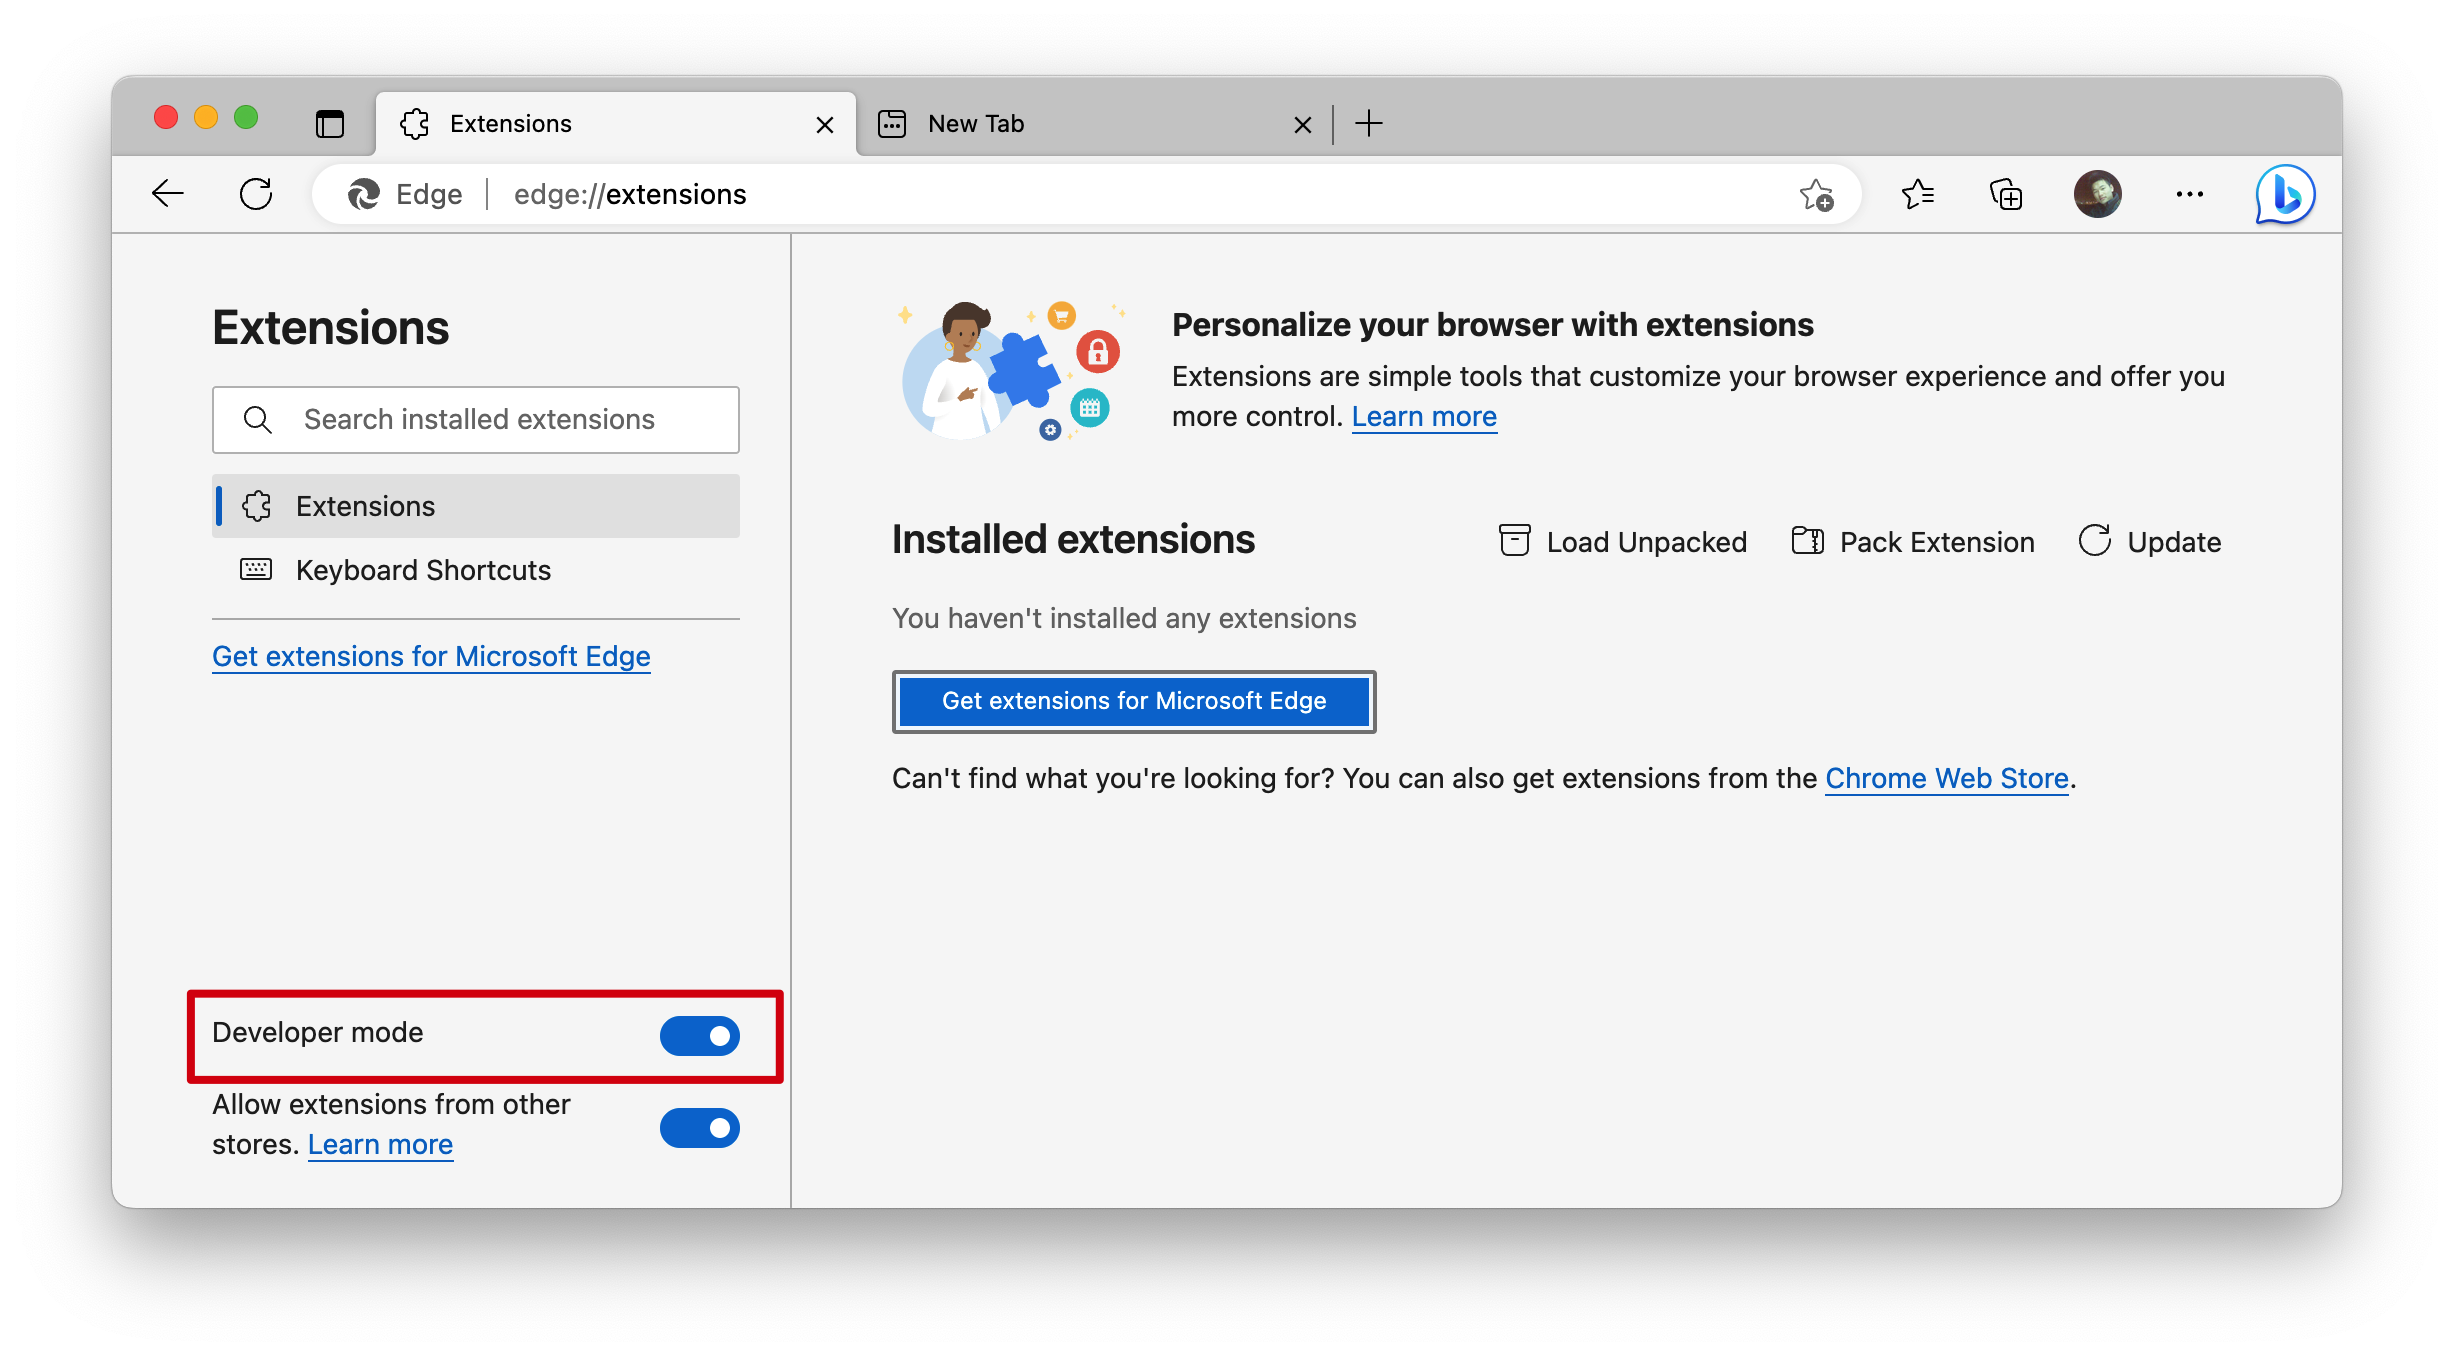 Extensions
New Tab
Edge
edge://extensions
Extensions
Search installed extensions
Extensions
Keyboard Shortcuts
Get extensions for Microsoft Edge
Developer mode
Allow extensions from other
stores. Learn more
Personalize your browser with extensions
Extensions are simple tools that customize your browser experience and offer you
more control. Learn more
Installed extensions
Load Unpacked
Pack Extension
Update
You haven't installed any extensions
Get extensions for Microsoft Edge
Can't find what you're looking for? You can also get extensions from the Chrome Web Store.